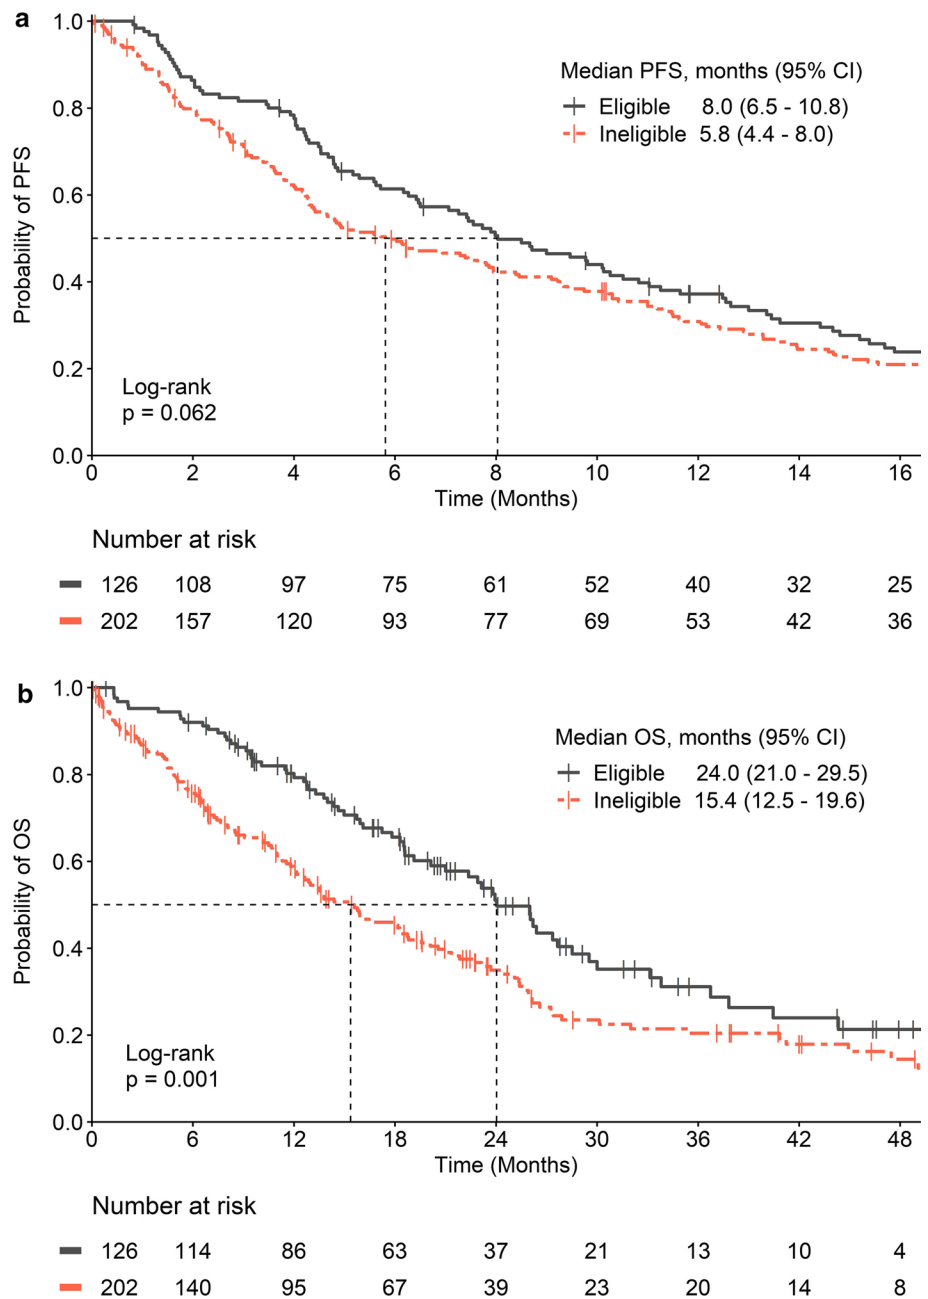 a
Median PFS, months (95% CI)
Eligible 8.0 (6.5 - 10.8)
Ineligible 5.8 (4.4 - 8.0)
Probability of PFS
1.0
0.8
0.6
0.4
0.2
0.0
Log-rank
p = 0.062
0 2 4 6 8 10 12 14 16
Time (Months)
Number at risk
126 108 97 75 61 52 40 32 25
202 157 120 93 77 69 53 42 36
b
Median OS, months (95% CI)
Eligible 24.0 (21.0 - 29.5)
Ineligible 15.4 (12.5 - 19.6)
Probability of OS
1.0
0.8
0.6
0.4
0.2
0.0
Log-rank
p = 0.001
0 6 12 18 24 30 36 42 48
Time (Months)
Number at risk
126 114 86 63 37 21 13 10 4
202 140 95 67 39 23 20 14 8